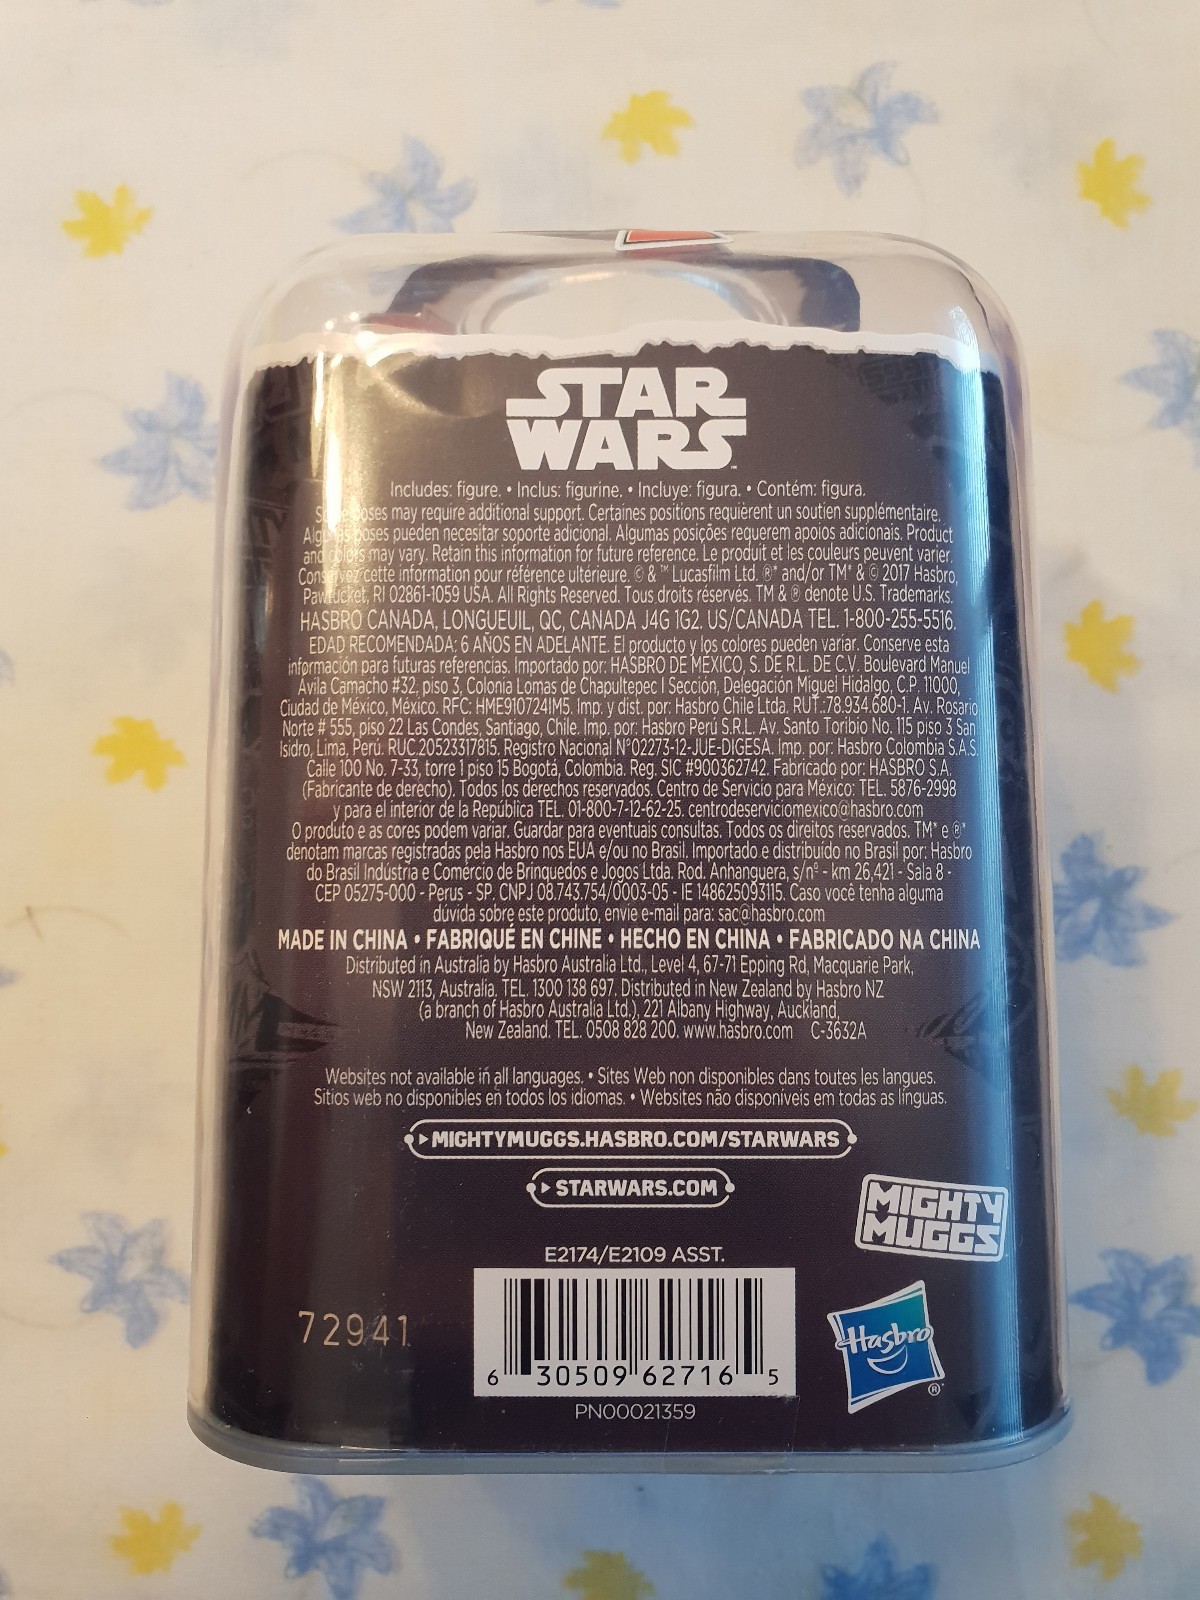 STAR
WARS
Includes: figure. • Inclus: figurine. • Incluye: figura. • Contém: figura.
Some poses may require additional support. Certaines positions requièrent un soutien supplémentaire.
Algunas poses pueden necesitar soporte adicional. Algumas posições requerem apoios adicionais. Product
and colors may vary. Retain this information for future reference. Le produit et les couleurs peuvent varier.
Conservez cette information pour référence ultérieure. © & ™ Lucasfilm Ltd. ®* and/or TM* & © 2017 Hasbro,
Pawtucket, RI 02861-1059 USA. All Rights Reserved. Tous droits réservés. TM & ® denote U.S. Trademarks.
HASBRO CANADA, LONGUEUIL, QC, CANADA J4G 1G2. US/CANADA TEL. 1-800-255-5516.
EDAD RECOMENDADA: 6 AÑOS EN ADELANTE. El producto y los colores pueden variar. Conserve esta
información para futuras referencias. Importado por: HASBRO DE MEXICO, S. DE R.L. DE C.V. Boulevard Manuel
Avila Camacho #32, piso 3, Colonia Lomas de Chapultepec I Sección, Delegación Miguel Hidalgo, C.P. 11000,
Ciudad de México, México. RFC: HME910724IM5. Imp. y dist. por: Hasbro Chile Ltda. RUT.:78.934.680-1. Av. Rosario
Norte # 555, piso 22 Las Condes, Santiago, Chile. Imp. por: Hasbro Perú S.R.L. Av. Santo Toribio No. 115 piso 3 San
Isidro, Lima, Perú. RUC.20523317815. Registro Nacional N°02273-12-JUE-DIGESA. Imp. por: Hasbro Colombia S.A.S.
Calle 100 No. 7-33, torre 1 piso 15 Bogotá, Colombia. Reg. SIC #900362742. Fabricado por: HASBRO S.A.
(Fabricante de derecho). Todos los derechos reservados. Centro de Servicio para México: TEL. 5876-2998
y para el interior de la República TEL. 01-800-7-12-62-25. centrodeserviciomexico@hasbro.com
O produto e as cores podem variar. Guardar para eventuais consultas. Todos os direitos reservados. TM* e ®*
denotam marcas registradas pela Hasbro nos EUA e/ou no Brasil. Importado e distribuído no Brasil por: Hasbro
do Brasil Indústria e Comércio de Brinquedos e Jogos Ltda. Rod. Anhanguera, s/nº - km 26,421 - Sala 8 -
CEP 05275-000 - Perus - SP. CNPJ 08.743.754/0003-05 - IE 148625093115. Caso você tenha alguma
dúvida sobre este produto, envie e-mail para: sac@hasbro.com
MADE IN CHINA • FABRIQUÉ EN CHINE • HECHO EN CHINA • FABRICADO NA CHINA
Distributed in Australia by Hasbro Australia Ltd., Level 4, 67-71 Epping Rd, Macquarie Park,
NSW 2113, Australia. TEL. 1300 138 697. Distributed in New Zealand by Hasbro NZ
(a branch of Hasbro Australia Ltd.), 221 Albany Highway, Auckland,
New Zealand. TEL. 0508 828 200. www.hasbro.com C-3632A
Websites not available in all languages. • Sites Web non disponibles dans toutes les langues.
Sitios web no disponibles en todos los idiomas. • Websites não disponíveis em todas as línguas.
MIGHTYMUGGS.HASBRO.COM/STARWARS
STARWARS.COM
MIGHTY
MUGGS
E2174/E2109 ASST.
72941
Hasbro
®
6 30509 62716 5
PN00021359